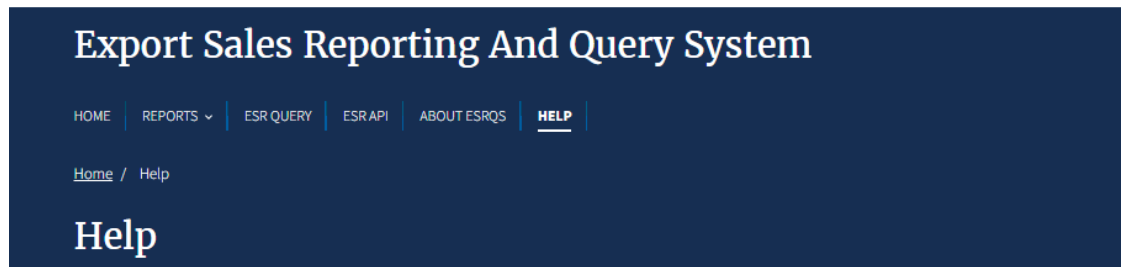 Export Sales Reporting And Query System
HOME REPORTS ESR QUERY ESR API ABOUT ESRQS HELP
Home / Help
Help